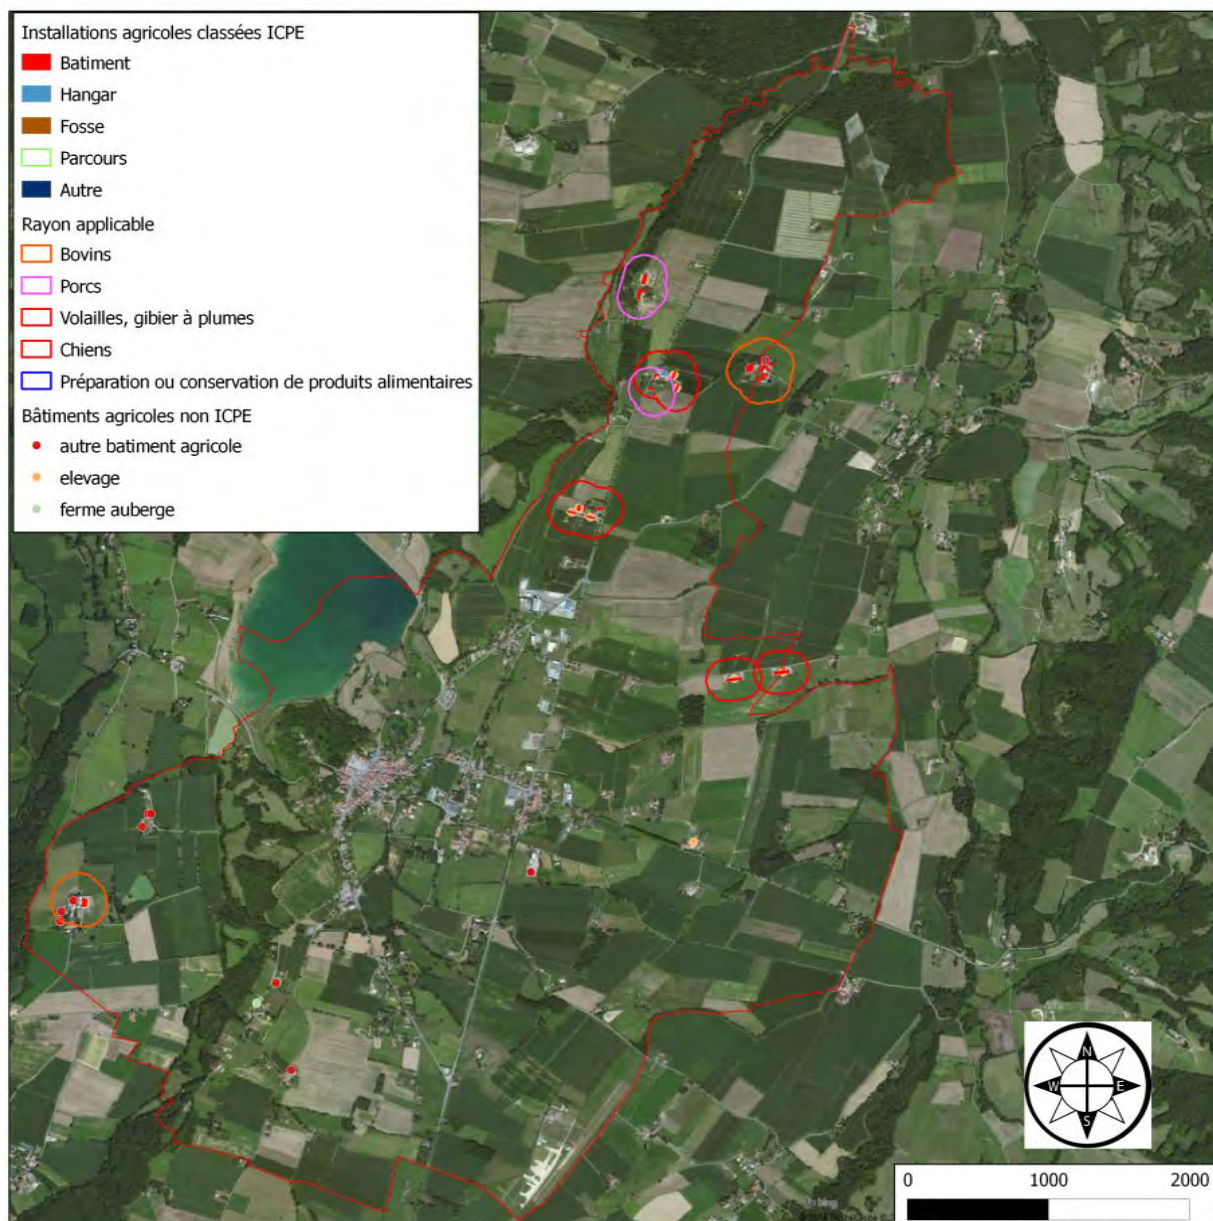 Installations agricoles classées ICPE
Batiment
Hangar
Fosse
Parcours
Autre
Rayon applicable
Bovins
Porcs
Volailles, gibier à plumes
Chiens
Préparation ou conservation de produits alimentaires
Bâtiments agricoles non ICPE
autre batiment agricole
elevage
ferme auberge
N
W E
S
0 1000 2000
bing